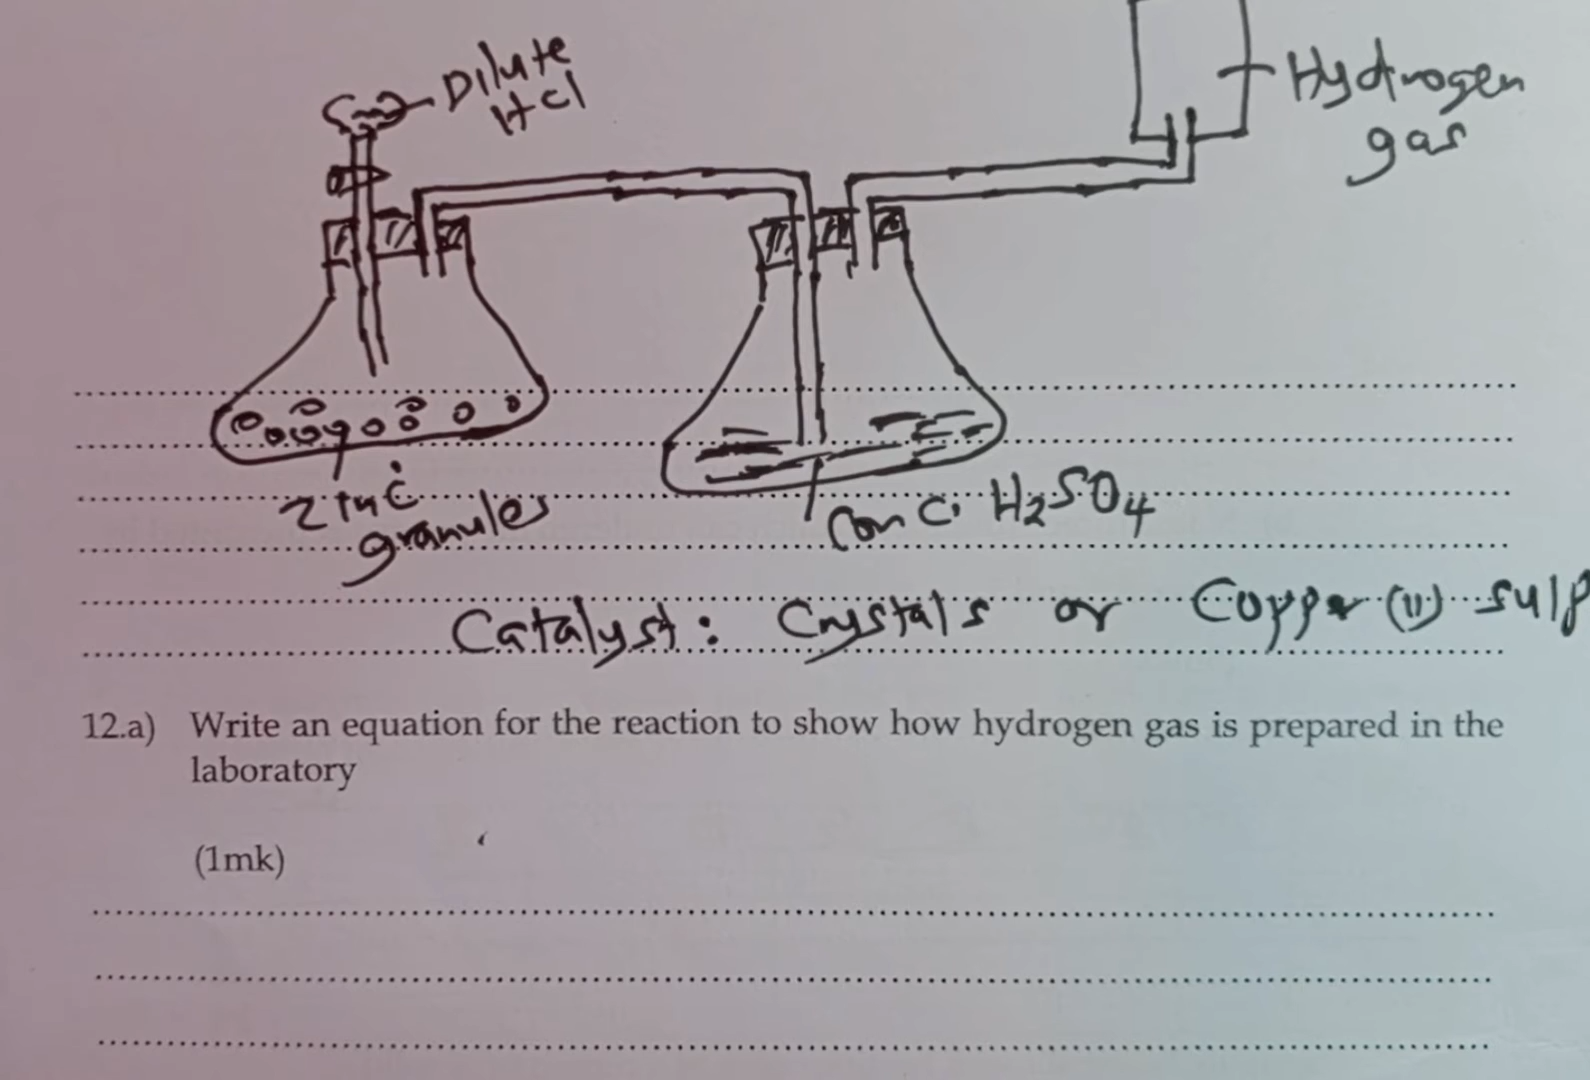 Dilute
HCl
Hydrogen
gas
zinc
granules
Conc. H₂SO₄
Catalyst: Crystals or Copper (II) sulp
12.a) Write an equation for the reaction to show how hydrogen gas is prepared in the
laboratory
(1mk)